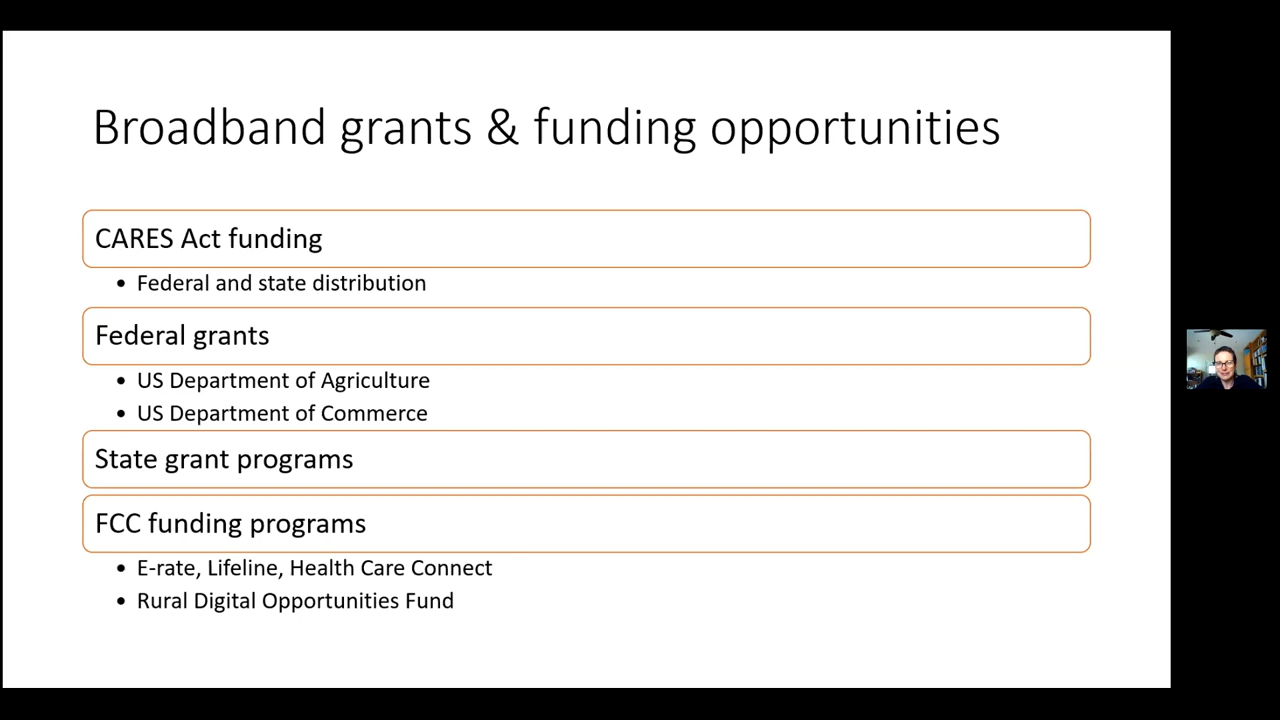 Broadband grants & funding opportunities
CARES Act funding
• Federal and state distribution
Federal grants
• US Department of Agriculture
• US Department of Commerce
State grant programs
FCC funding programs
• E-rate, Lifeline, Health Care Connect
• Rural Digital Opportunities Fund